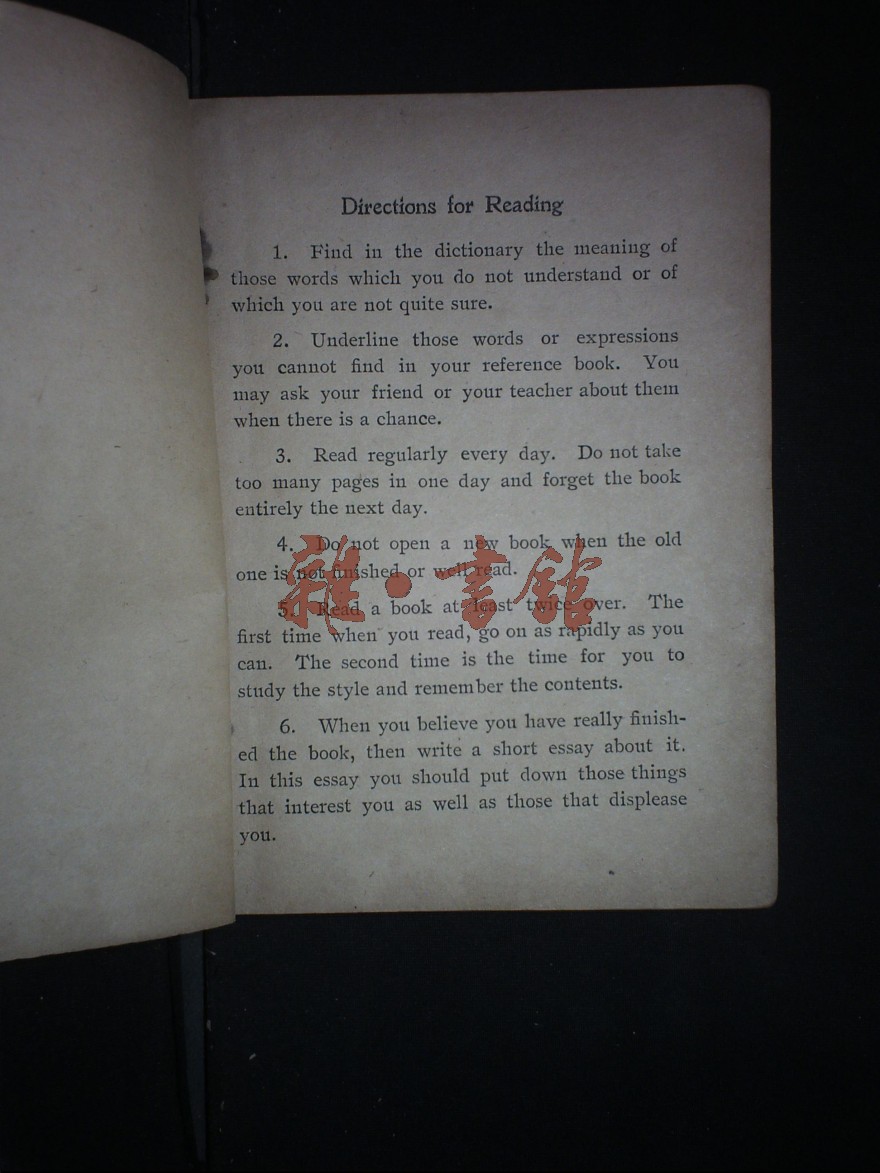 Directions for Reading
1. Find in the dictionary the meaning of
those words which you do not understand or of
which you are not quite sure.
2. Underline those words or expressions
you cannot find in your reference book. You
may ask your friend or your teacher about them
when there is a chance.
3. Read regularly every day. Do not take
too many pages in one day and forget the book
entirely the next day.
4. Do not open a new book when the old
one is not finished or well read.
雜·書館
5. Read a book at least twice over. The
first time when you read, go on as rapidly as you
can. The second time is the time for you to
study the style and remember the contents.
6. When you believe you have really finish-
ed the book, then write a short essay about it.
In this essay you should put down those things
that interest you as well as those that displease
you.